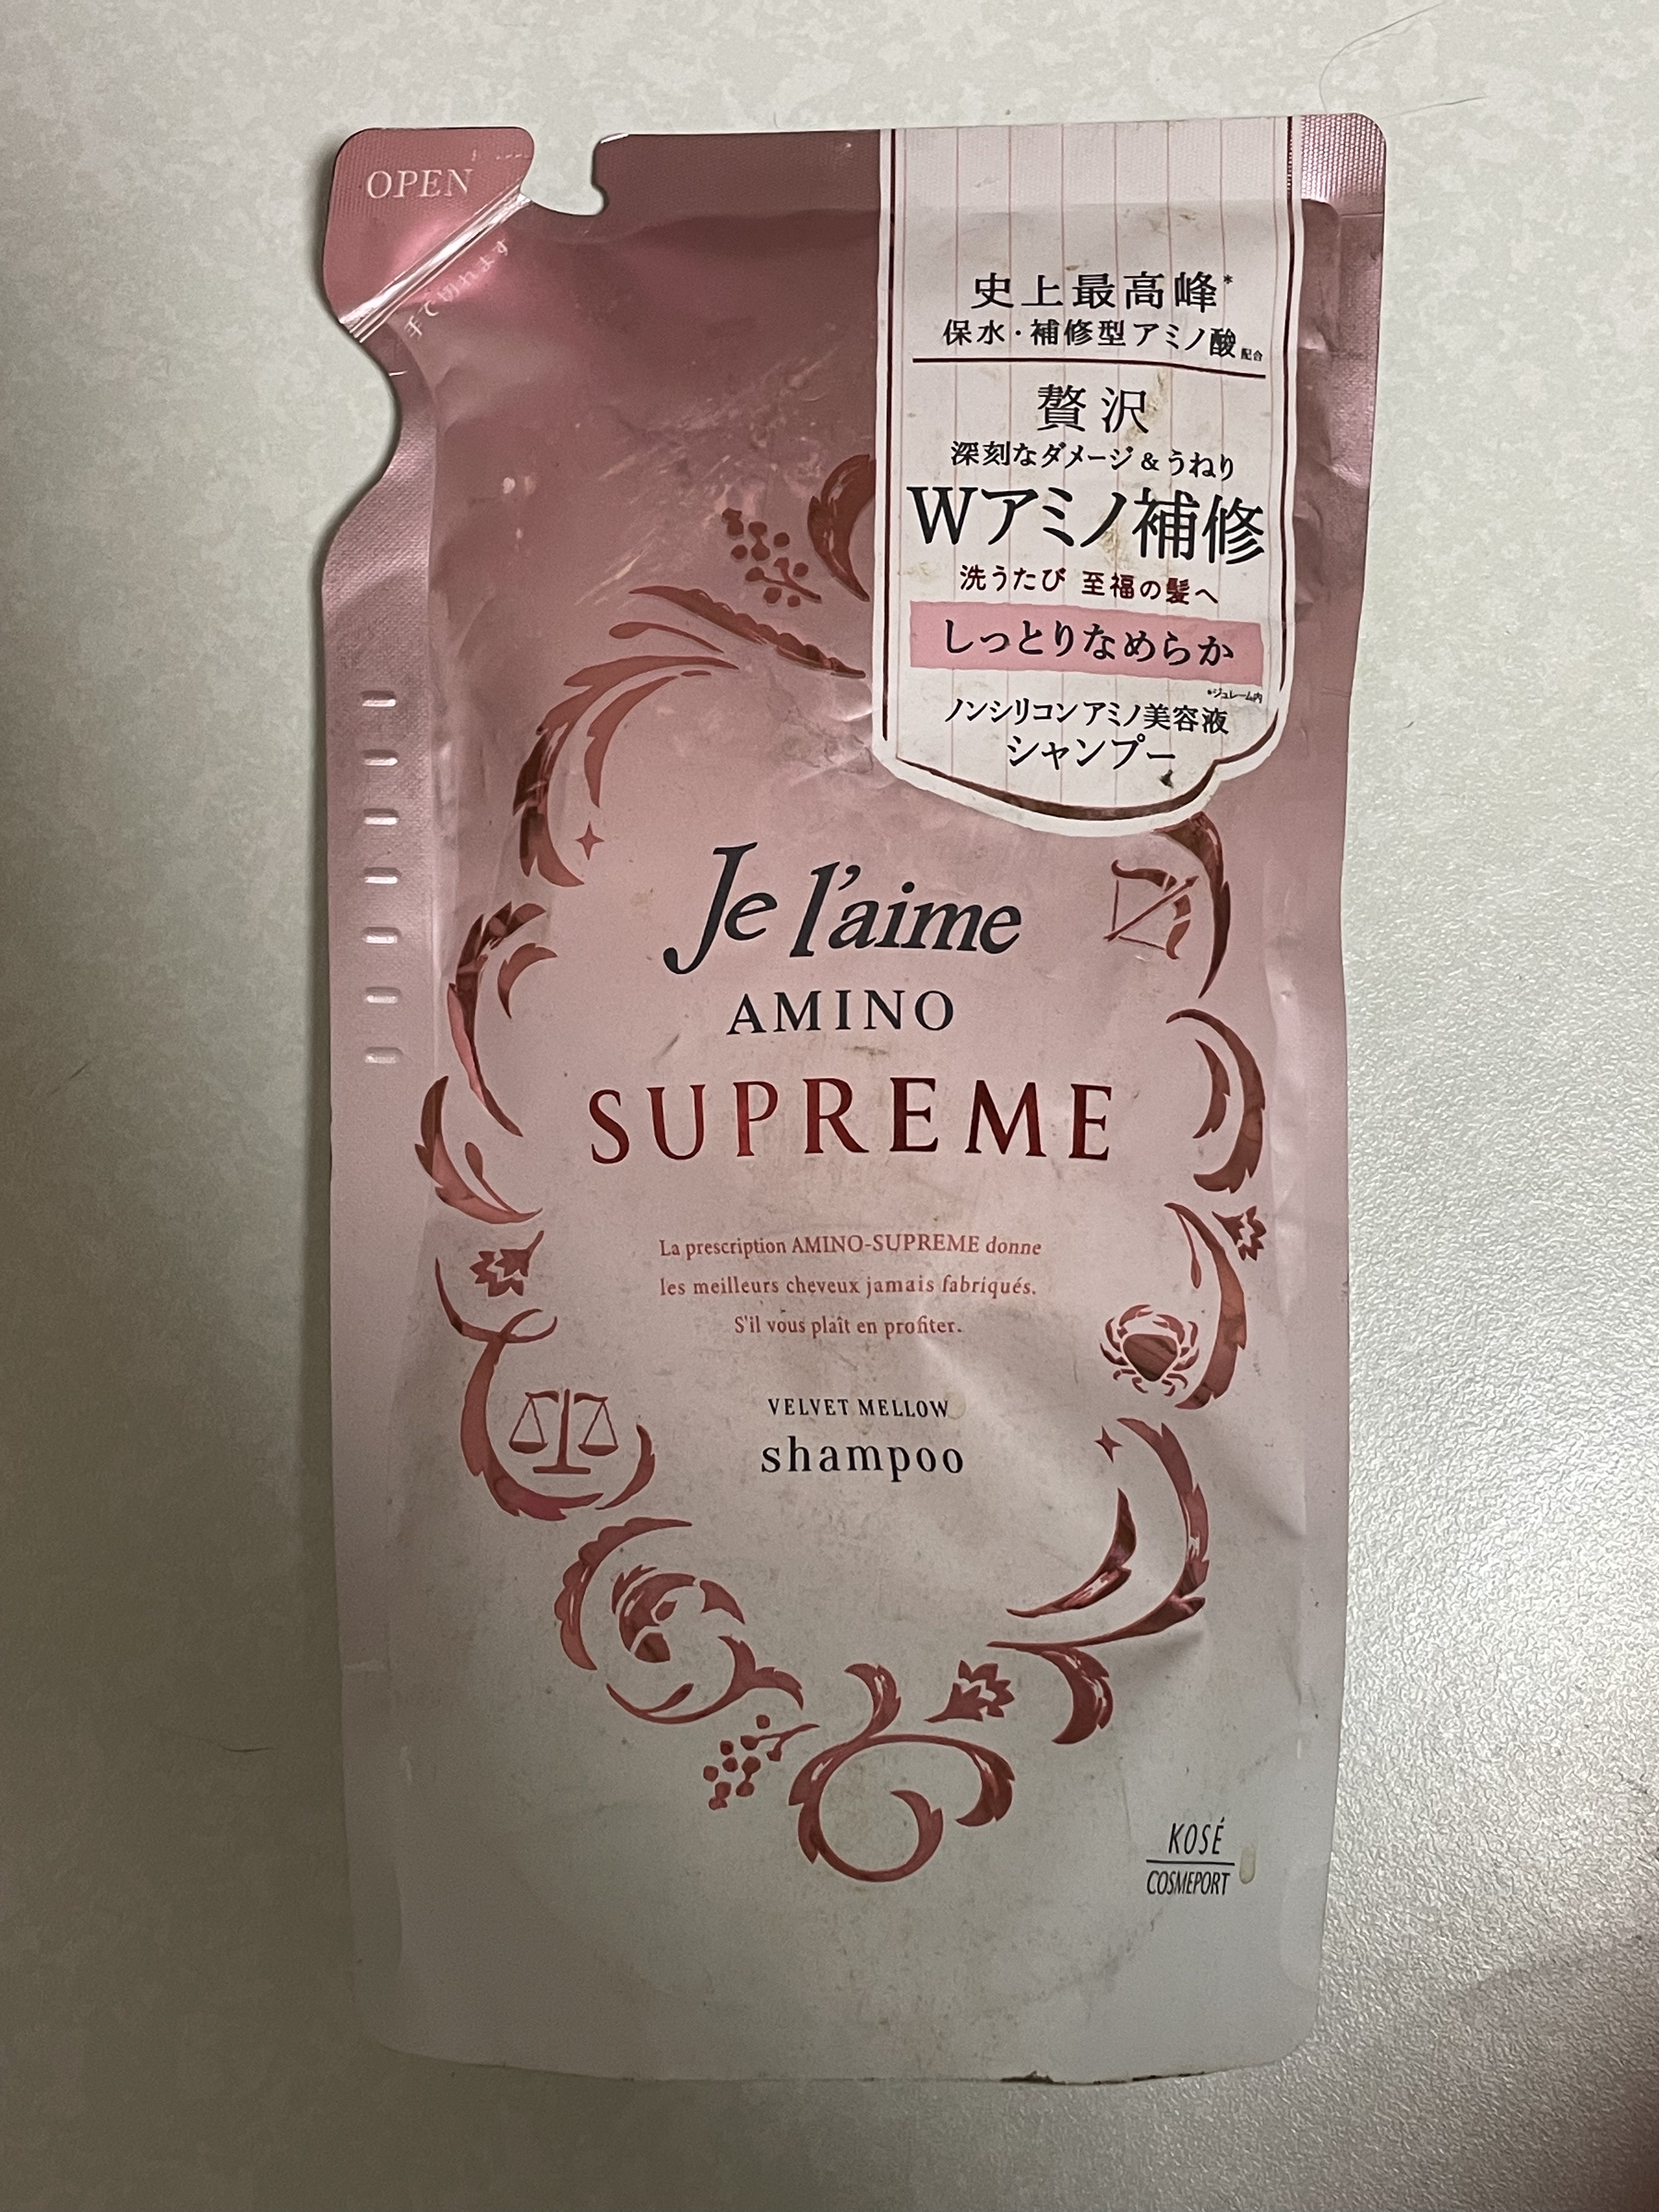 OPEN
手で切れます
史上最高峰*
保水・補修型アミノ酸配合
贅沢
深刻なダメージ&うねり
Wアミノ補修
洗うたび 至福の髪へ
しっとりなめらか
*ジュレーム内
ノンシリコンアミノ美容液
シャンプー
Je l'aime
AMINO
SUPREME
La prescription AMINO-SUPREME donne
les meilleurs cheveux jamais fabriqués.
S'il vous plaît en profiter.
VELVET MELLOW
shampoo
KOSÉ
COSMEPORT